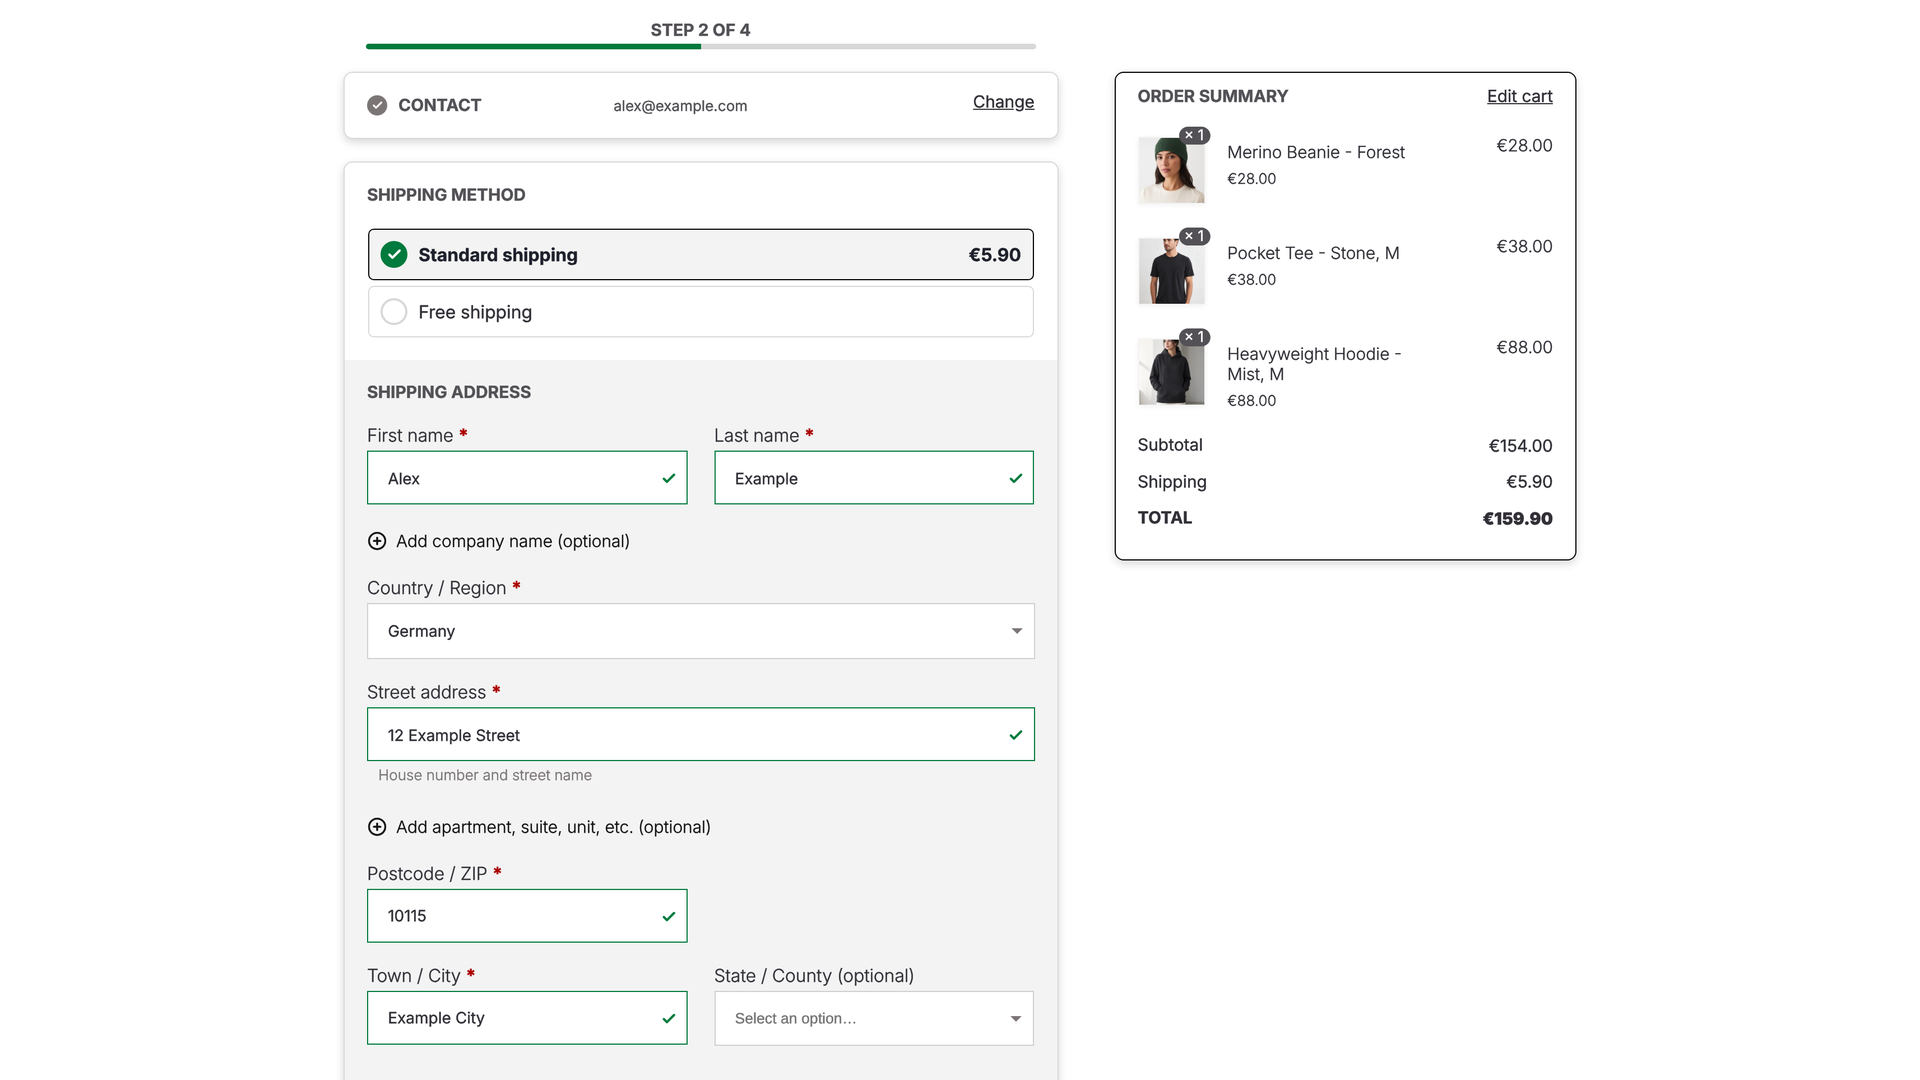 STEP 2 OF 4
CONTACT
alex@example.com
Change
SHIPPING METHOD
Standard shipping
€5.90
Free shipping
SHIPPING ADDRESS
First name *
Last name *
Alex
Example
Add company name (optional)
Country / Region *
Germany
Street address *
12 Example Street
House number and street name
Add apartment, suite, unit, etc. (optional)
Postcode / ZIP *
10115
Town / City *
State / County (optional)
Example City
Select an option...
ORDER SUMMARY
Edit cart
× 1
Merino Beanie - Forest
€28.00
€28.00
× 1
Pocket Tee - Stone, M
€38.00
€38.00
× 1
Heavyweight Hoodie -
Mist, M
€88.00
€88.00
Subtotal
€154.00
Shipping
€5.90
TOTAL
€159.90